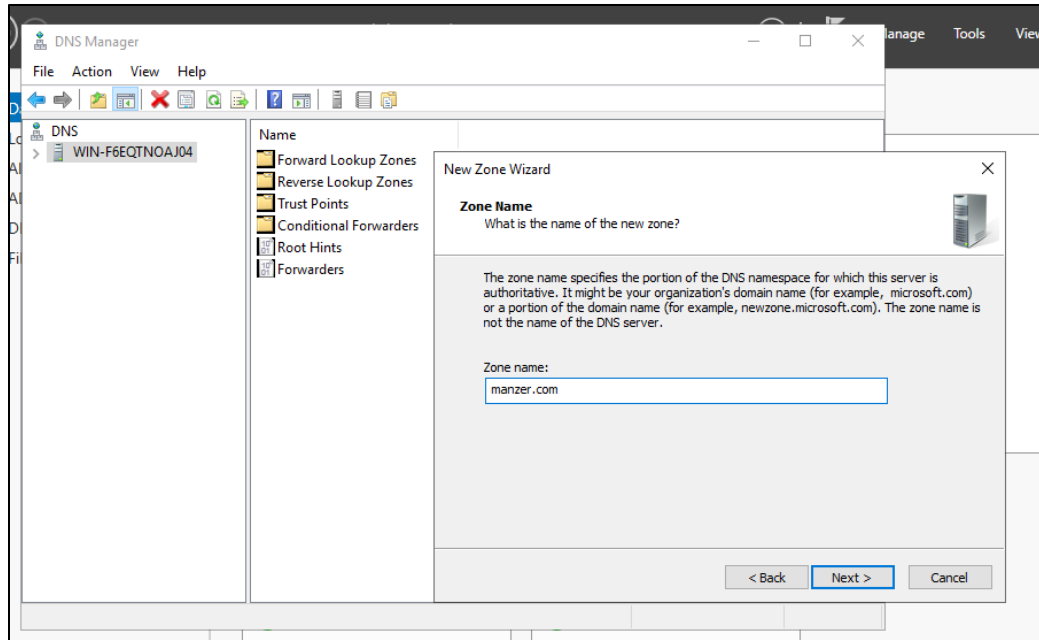 DNS Manager
Manage
Tools
View
File Action View Help
DNS
WIN-F6EQTNOAJ04
Name
Forward Lookup Zones
Reverse Lookup Zones
Trust Points
Conditional Forwarders
Root Hints
Forwarders
New Zone Wizard
Zone Name
What is the name of the new zone?
The zone name specifies the portion of the DNS namespace for which this server is
authoritative. It might be your organization's domain name (for example, microsoft.com)
or a portion of the domain name (for example, newzone.microsoft.com). The zone name is
not the name of the DNS server.
Zone name:
manzer.com
< Back
Next >
Cancel